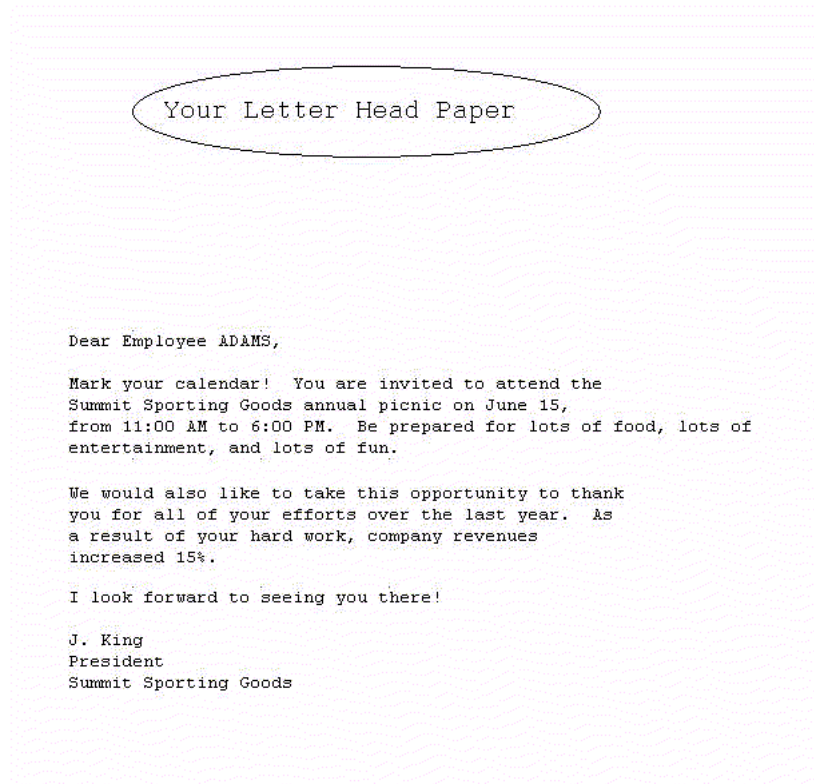 Your Letter Head Paper
Dear Employee ADAMS,
Mark your calendar!  You are invited to attend the
Summit Sporting Goods annual picnic on June 15,
from 11:00 AM to 6:00 PM.  Be prepared for lots of food, lots of
entertainment, and lots of fun.
We would also like to take this opportunity to thank
you for all of your efforts over the last year.  As
a result of your hard work, company revenues
increased 15%.
I look forward to seeing you there!
J. King
President
Summit Sporting Goods